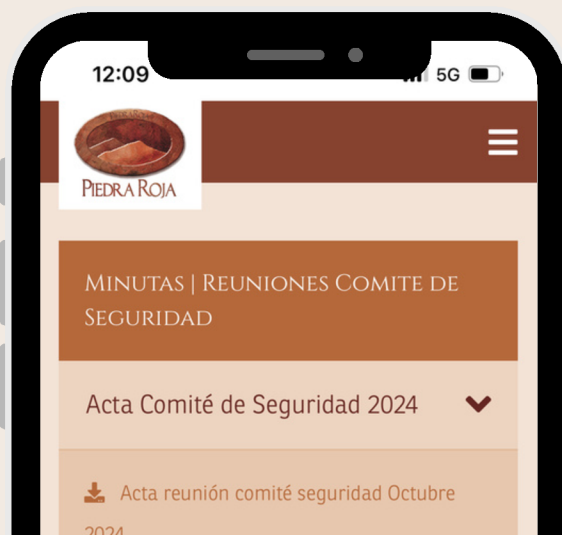 12:09
5G
PIEDRA ROJA
MINUTAS | REUNIONES COMITE DE
SEGURIDAD
Acta Comité de Seguridad 2024
Acta reunión comité seguridad Octubre
2024